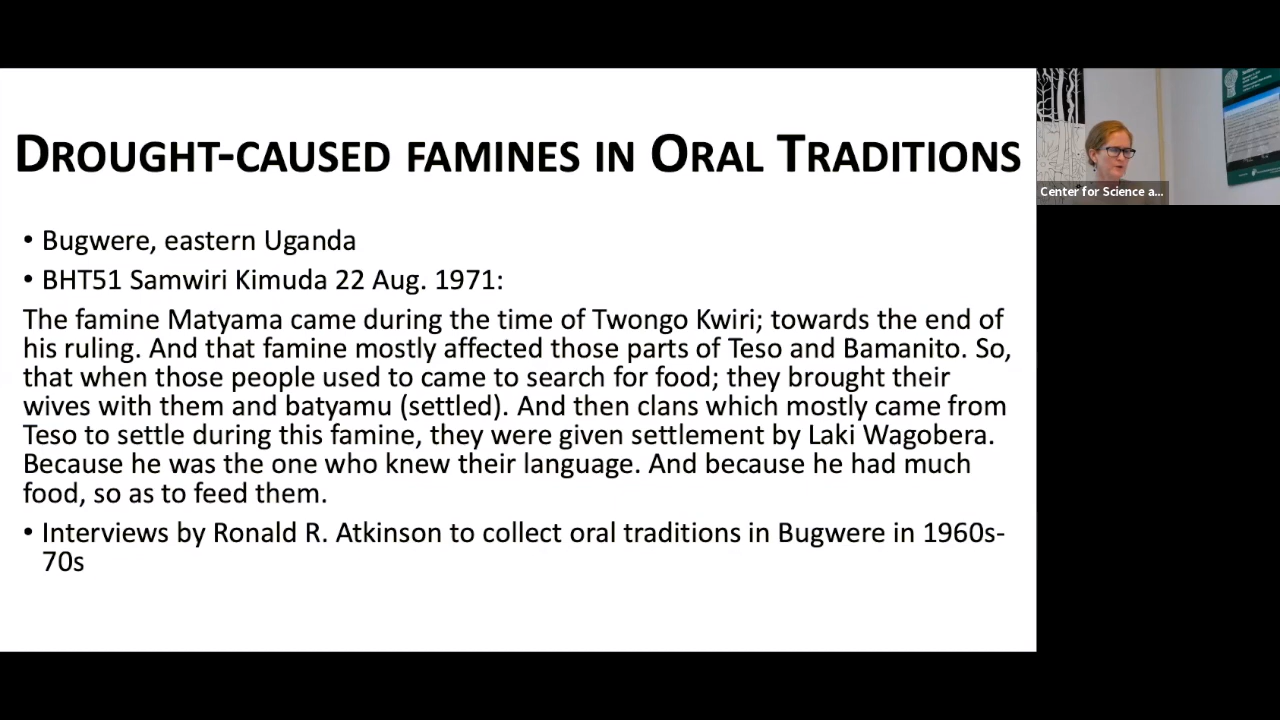 DROUGHT-CAUSED FAMINES IN ORAL TRADITIONS
• Bugwere, eastern Uganda
• BHT51 Samwiri Kimuda 22 Aug. 1971:
The famine Matyama came during the time of Twongo Kwiri; towards the end of
his ruling. And that famine mostly affected those parts of Teso and Bamanito. So,
that when those people used to came to search for food; they brought their
wives with them and batyamu (settled). And then clans which mostly came from
Teso to settle during this famine, they were given settlement by Laki Wagobera.
Because he was the one who knew their language. And because he had much
food, so as to feed them.
• Interviews by Ronald R. Atkinson to collect oral traditions in Bugwere in 1960s-
70s
Center for Science a...